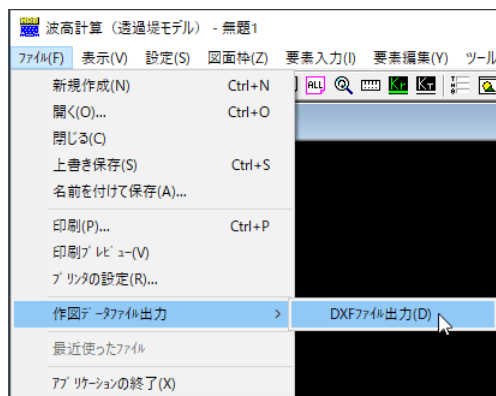 波高計算（透過堤モデル） - 無題1
ﾌｧｲﾙ(F) 表示(V) 設定(S) 図面枠(Z) 要素入力(I) 要素編集(Y) ツール
ALL Kr KT
新規作成(N) Ctrl+N
開く(O)... Ctrl+O
閉じる(C)
上書き保存(S) Ctrl+S
名前を付けて保存(A)...
印刷(P)... Ctrl+P
印刷ﾌﾟﾚﾋﾞｭｰ(V)
ﾌﾟﾘﾝﾀの設定(R)...
作図ﾃﾞｰﾀﾌｧｲﾙ出力 > DXFﾌｧｲﾙ出力(D)
最近使ったﾌｧｲﾙ
ｱﾌﾟﾘｹｰｼｮﾝの終了(X)